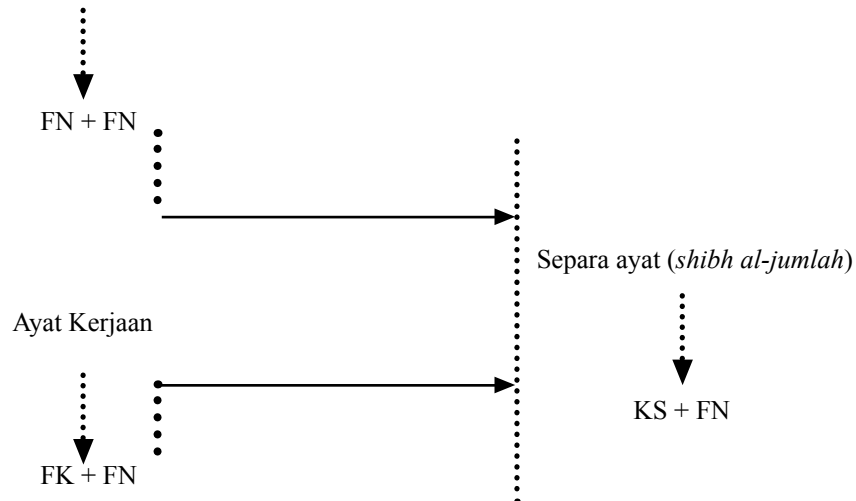 FN + FN
Separa ayat (shibh al-jumlah)
Ayat Kerjaan
KS + FN
FK + FN